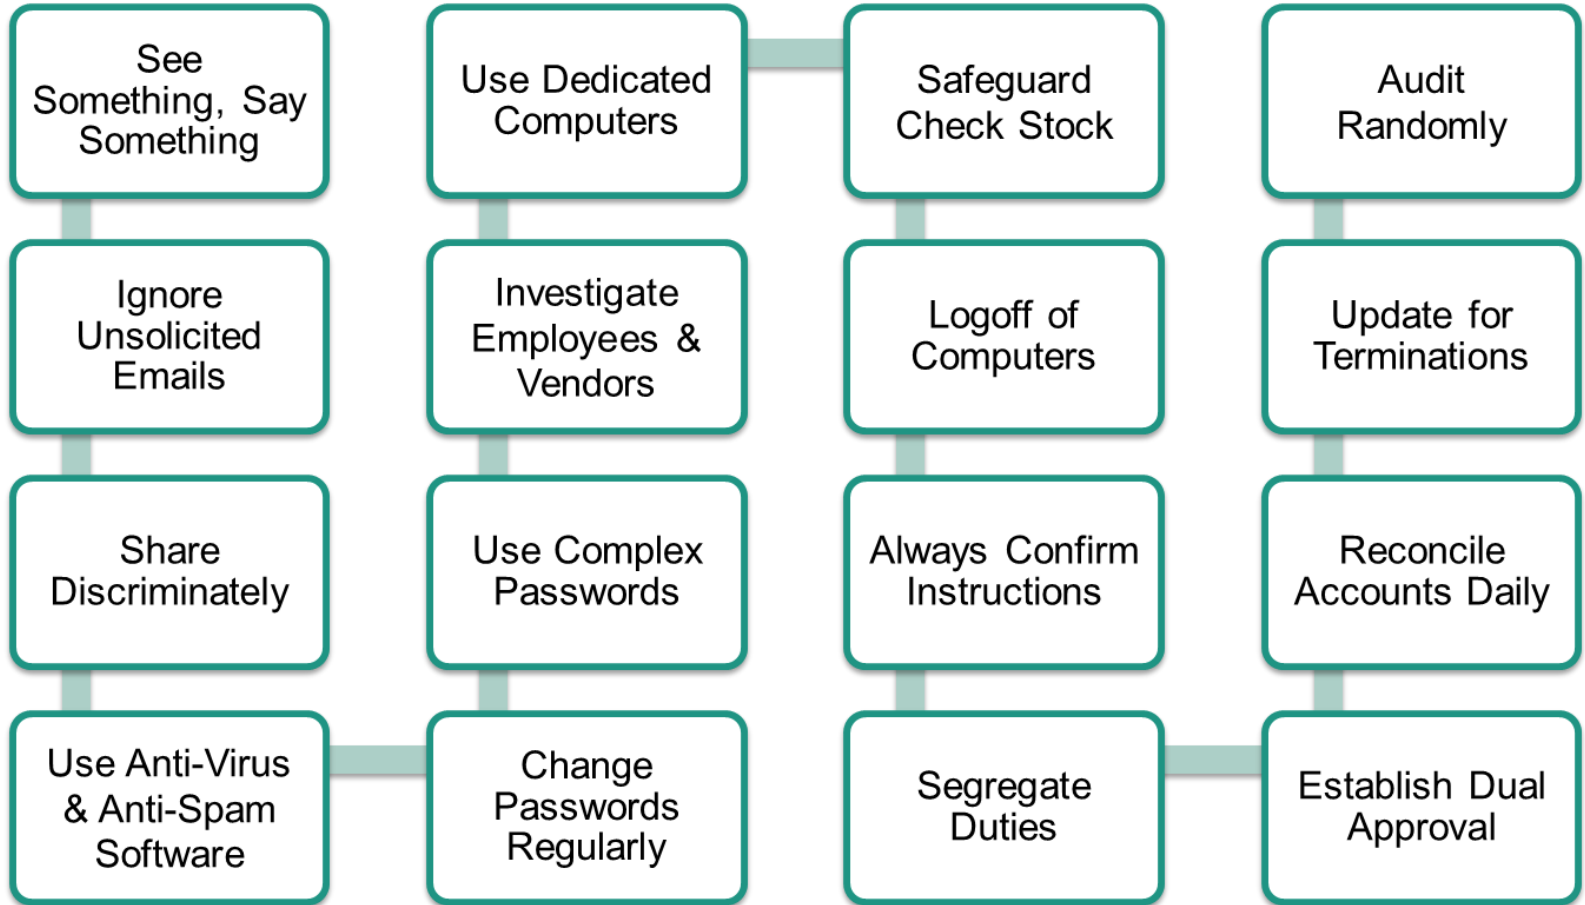 See
Something, Say
Something
Ignore
Unsolicited
Emails
Share
Discriminately
Use Anti-Virus
& Anti-Spam
Software
Change
Passwords
Regularly
Use Complex
Passwords
Investigate
Employees &
Vendors
Use Dedicated
Computers
Safeguard
Check Stock
Logoff of
Computers
Always Confirm
Instructions
Segregate
Duties
Establish Dual
Approval
Reconcile
Accounts Daily
Update for
Terminations
Audit
Randomly